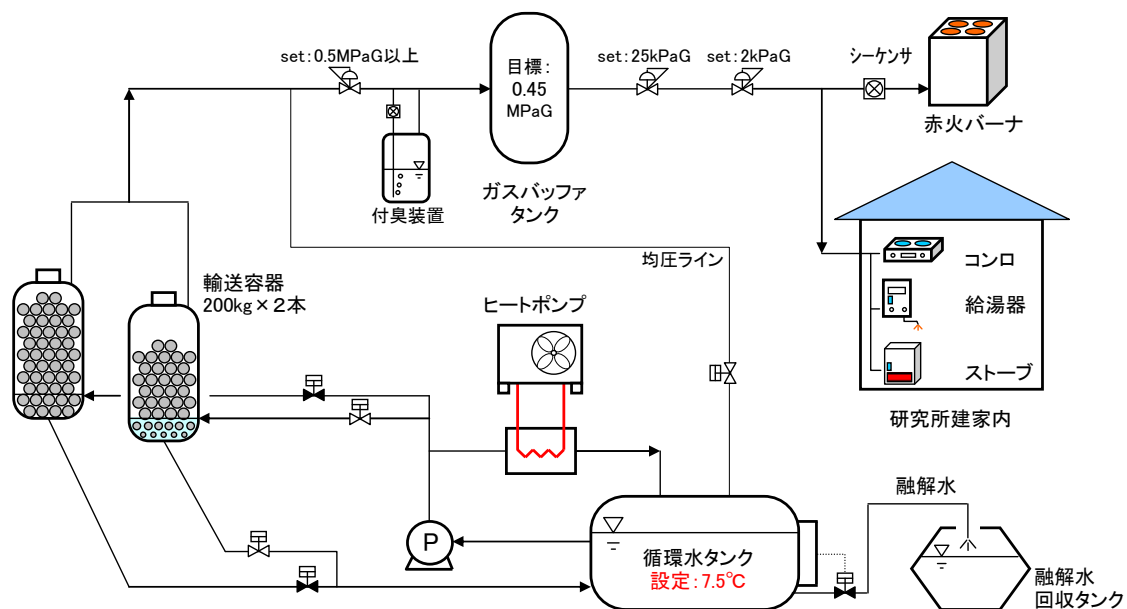 set:0.5MPaG以上
目標：
0.45
MPaG
set:25kPaG
set:2kPaG
シーケンサ
赤火バーナ
付臭装置
ガスバッファ
タンク
輸送容器
200kg×2本
均圧ライン
ヒートポンプ
コンロ
給湯器
ストーブ
研究所建家内
P
循環水タンク
設定：7.5℃
融解水
融解水
回収タンク